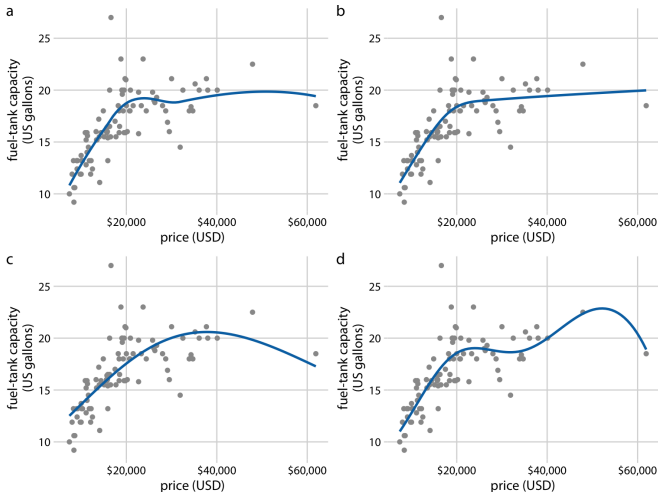 a
25
20
15
10
fuel-tank capacity
(US gallons)
$20,000
$40,000
$60,000
price (USD)
b
25
20
15
10
fuel-tank capacity
(US gallons)
$20,000
$40,000
$60,000
price (USD)
c
25
20
15
10
fuel-tank capacity
(US gallons)
$20,000
$40,000
$60,000
price (USD)
d
25
20
15
10
fuel-tank capacity
(US gallons)
$20,000
$40,000
$60,000
price (USD)